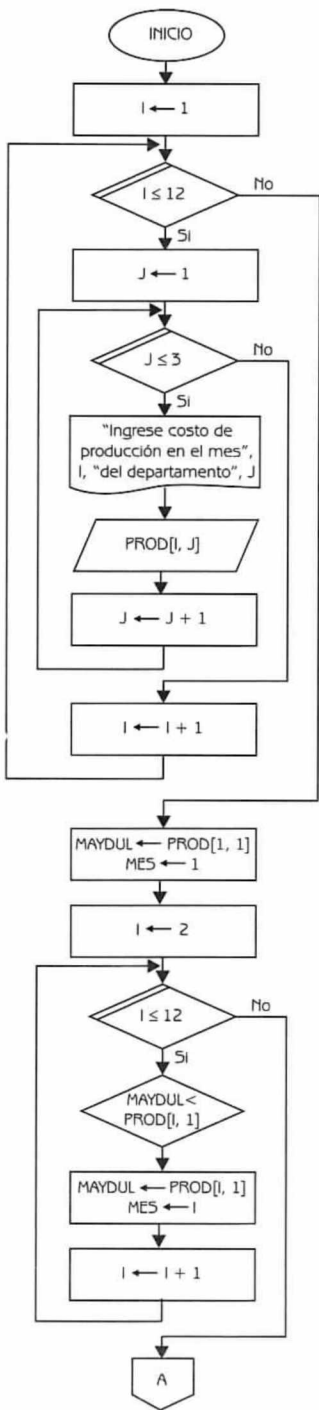 INICIO
I ← 1
I ≤ 12
No
Si
J ← 1
J ≤ 3
No
Si
“Ingrese costo de
producción en el mes”,
I, “del departamento”, J
PROD[I, J]
J ← J + 1
I ← I + 1
MAYDUL ← PROD[1, 1]
MES ← 1
I ← 2
I ≤ 12
No
Si
MAYDUL <
PROD[I, 1]
MAYDUL ← PROD[I, 1]
MES ← I
I ← I + 1
A